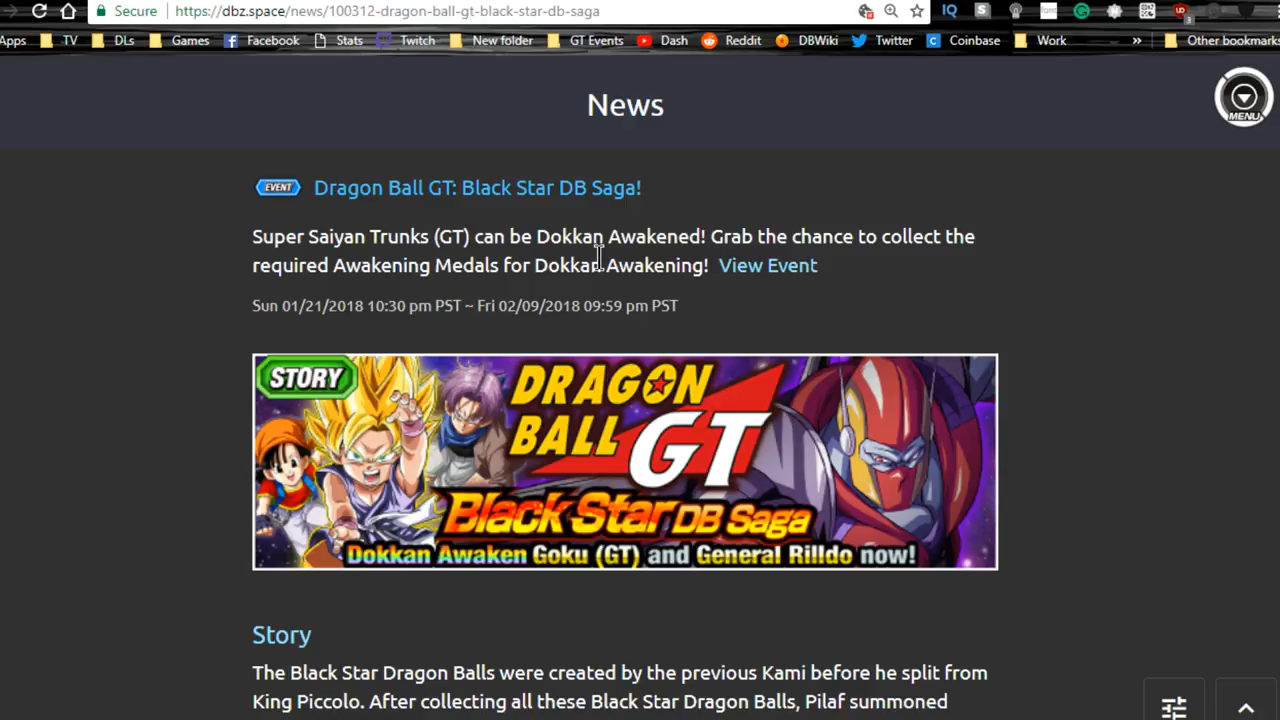 Secure https://dbz.space/news/100312-dragon-ball-gt-black-star-db-saga
Apps TV DLs Games Facebook Stats Twitch New folder GT Events Dash Reddit DBWiki Twitter Coinbase Work » Other bookmarks
News
MENU
EVENT Dragon Ball GT: Black Star DB Saga!
Super Saiyan Trunks (GT) can be Dokkan Awakened! Grab the chance to collect the
required Awakening Medals for Dokkan Awakening! View Event
Sun 01/21/2018 10:30 pm PST ~ Fri 02/09/2018 09:59 pm PST
STORY
DRAGON
BALL GT
Black Star DB Saga
Dokkan Awaken Goku (GT) and General Rilldo now!
Story
The Black Star Dragon Balls were created by the previous Kami before he split from
King Piccolo. After collecting all these Black Star Dragon Balls, Pilaf summoned